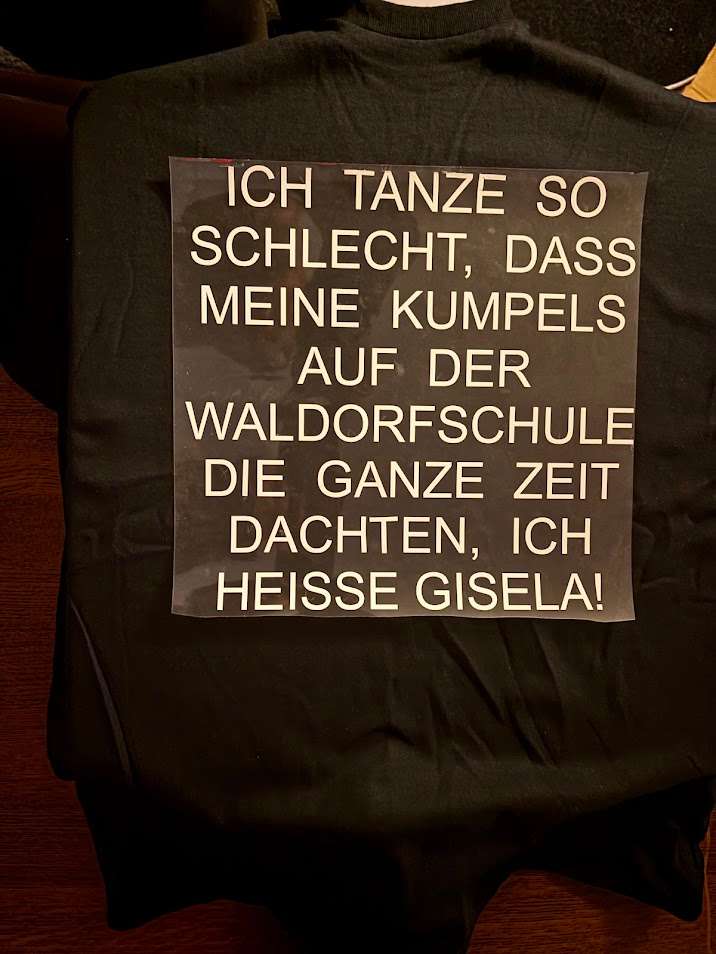 ICH TANZE SO
SCHLECHT, DASS
MEINE KUMPELS
AUF DER
WALDORFSCHULE
DIE GANZE ZEIT
DACHTEN, ICH
HEISSE GISELA!